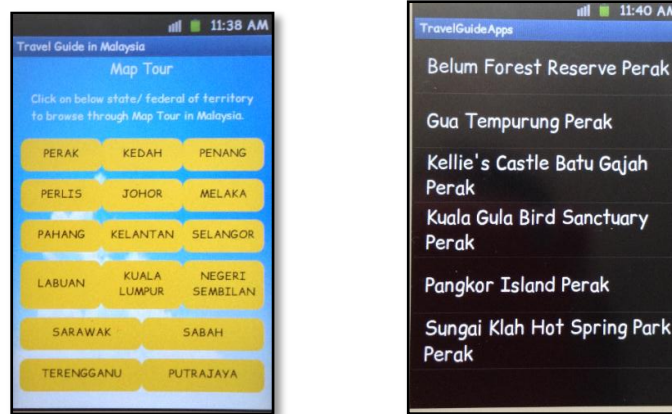 11:38 AM
Travel Guide in Malaysia
Map Tour
Click on below state/ federal of territory
to browse through Map Tour in Malaysia.
PERAK KEDAH PENANG
PERLIS JOHOR MELAKA
PAHANG KELANTAN SELANGOR
LABUAN KUALA LUMPUR NEGERI SEMBILAN
SARAWAK SABAH
TERENGGANU PUTRAJAYA
11:40 AM
TravelGuideApps
Belum Forest Reserve Perak
Gua Tempurung Perak
Kellie's Castle Batu Gajah
Perak
Kuala Gula Bird Sanctuary
Perak
Pangkor Island Perak
Sungai Klah Hot Spring Park
Perak